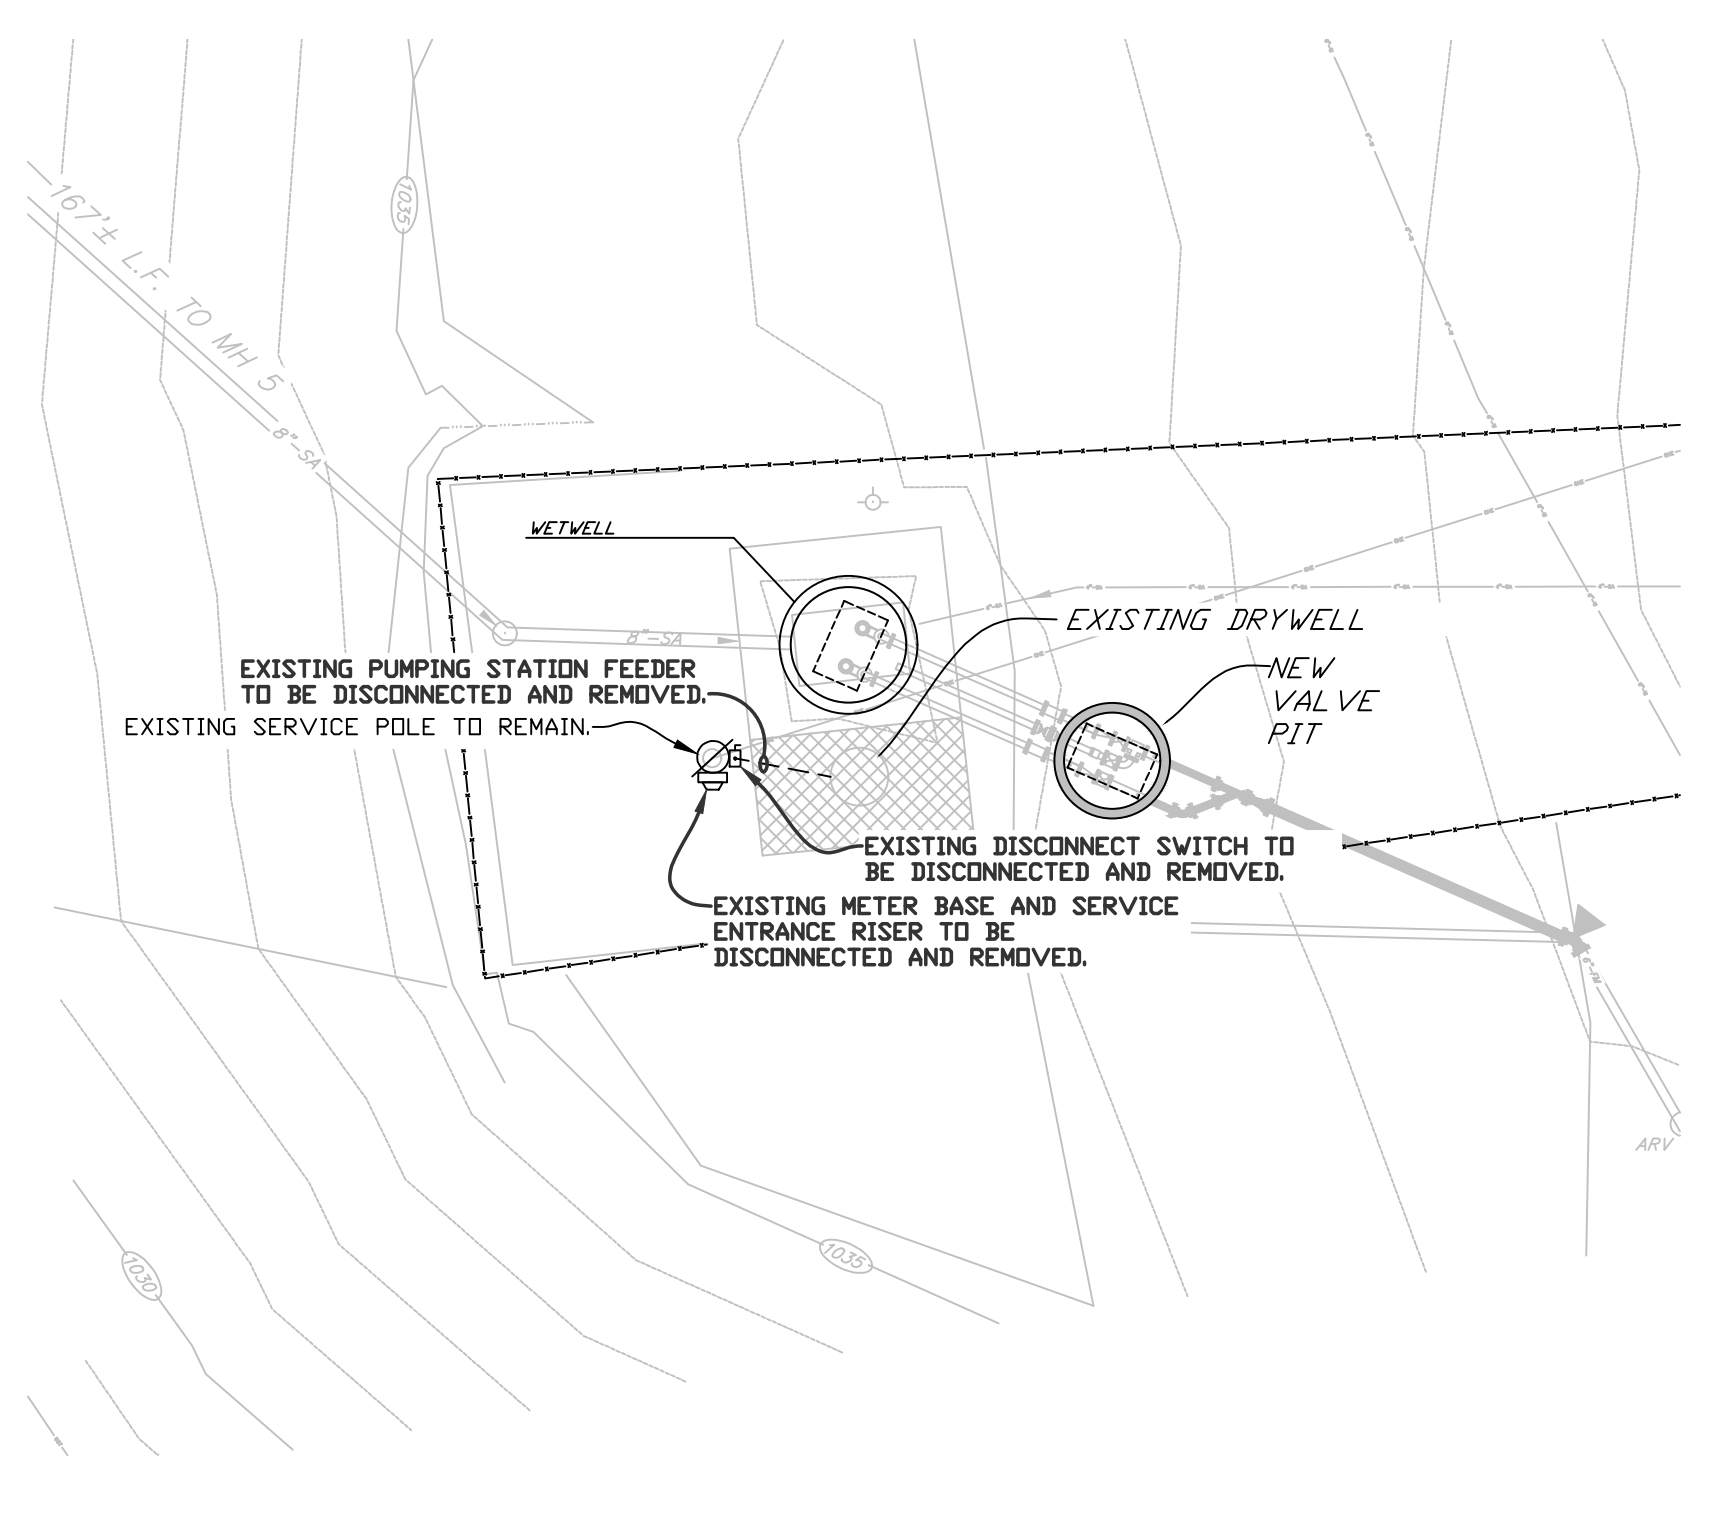 1035
167'± L.F. TO MH 5
8"-SA
WETWELL
EXISTING DRYWELL
8"-SA
EXISTING PUMPING STATION FEEDER
TO BE DISCONNECTED AND REMOVED.
NEW
VALVE
PIT
EXISTING SERVICE POLE TO REMAIN.
EXISTING DISCONNECT SWITCH TO
BE DISCONNECTED AND REMOVED.
EXISTING METER BASE AND SERVICE
ENTRANCE RISER TO BE
DISCONNECTED AND REMOVED.
6"-FM
ARV
1035
1030